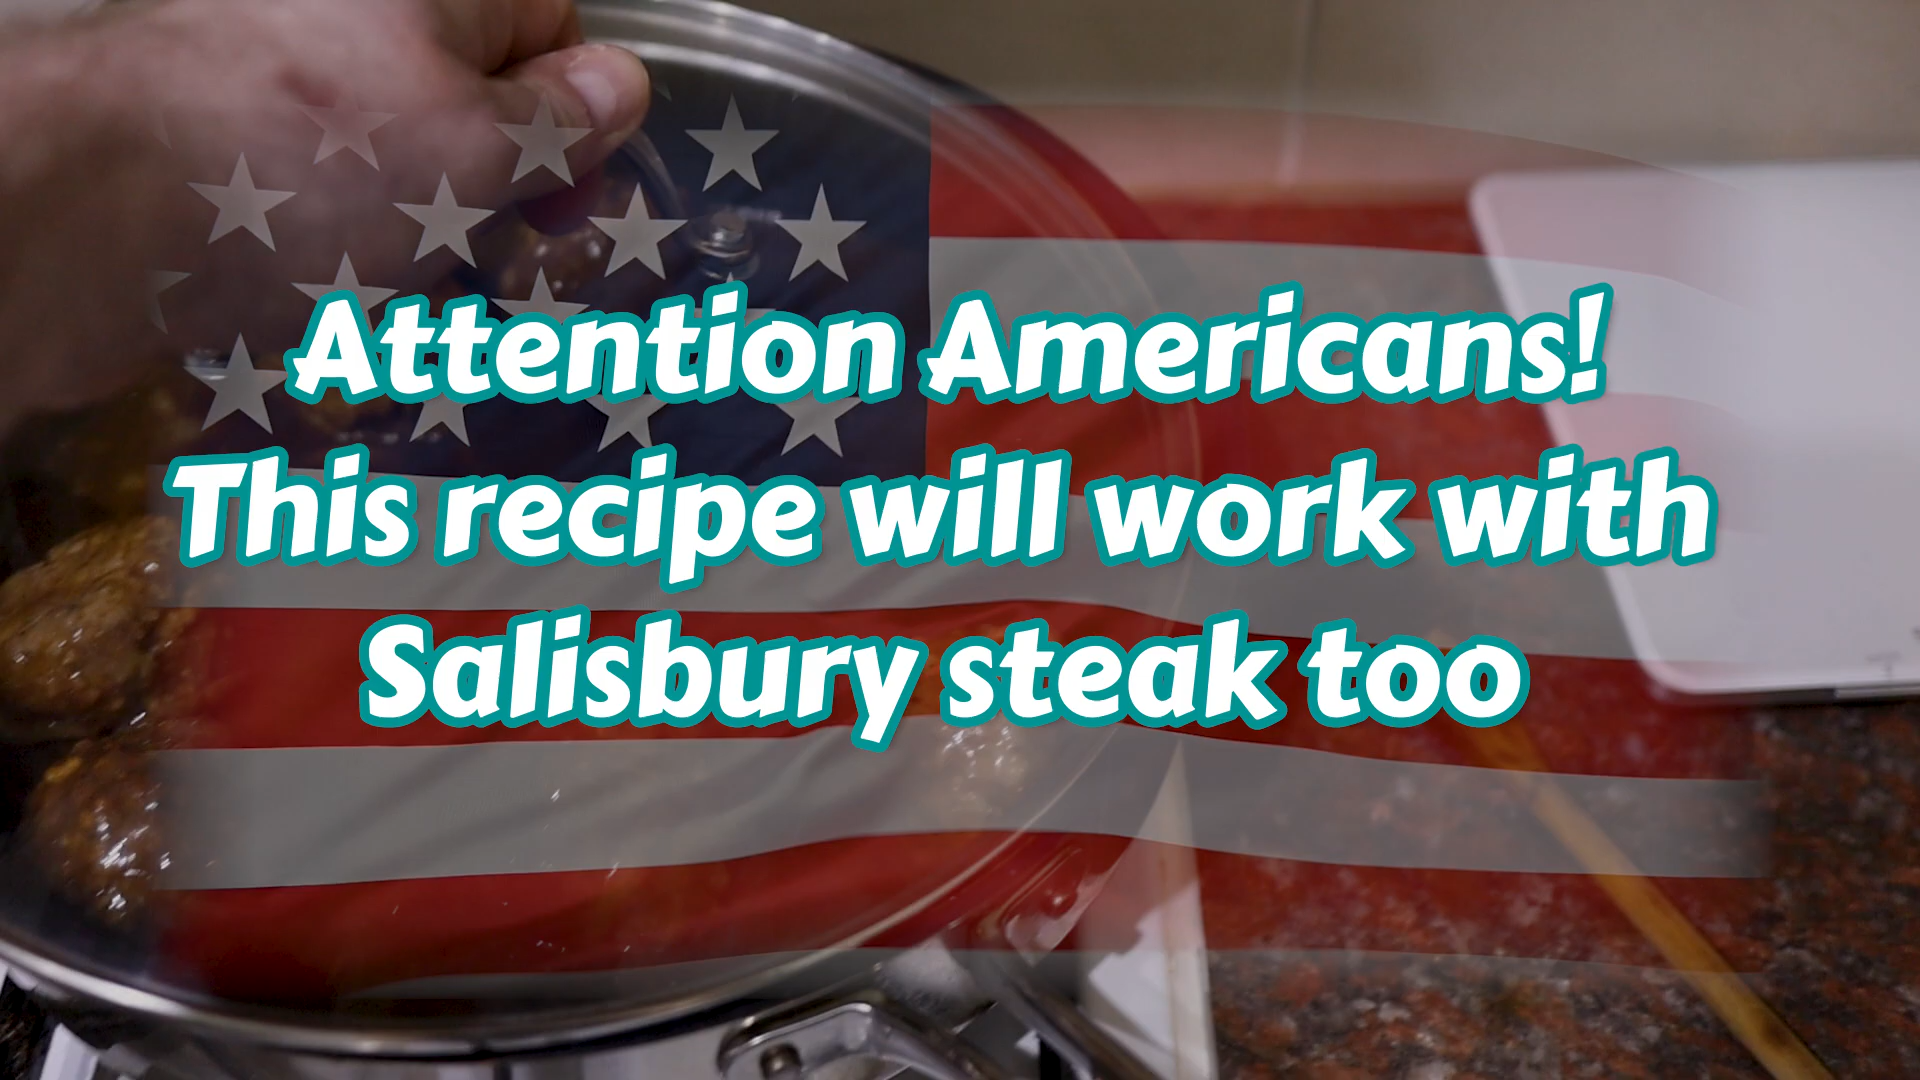 Attention Americans!
This recipe will work with
Salisbury steak too